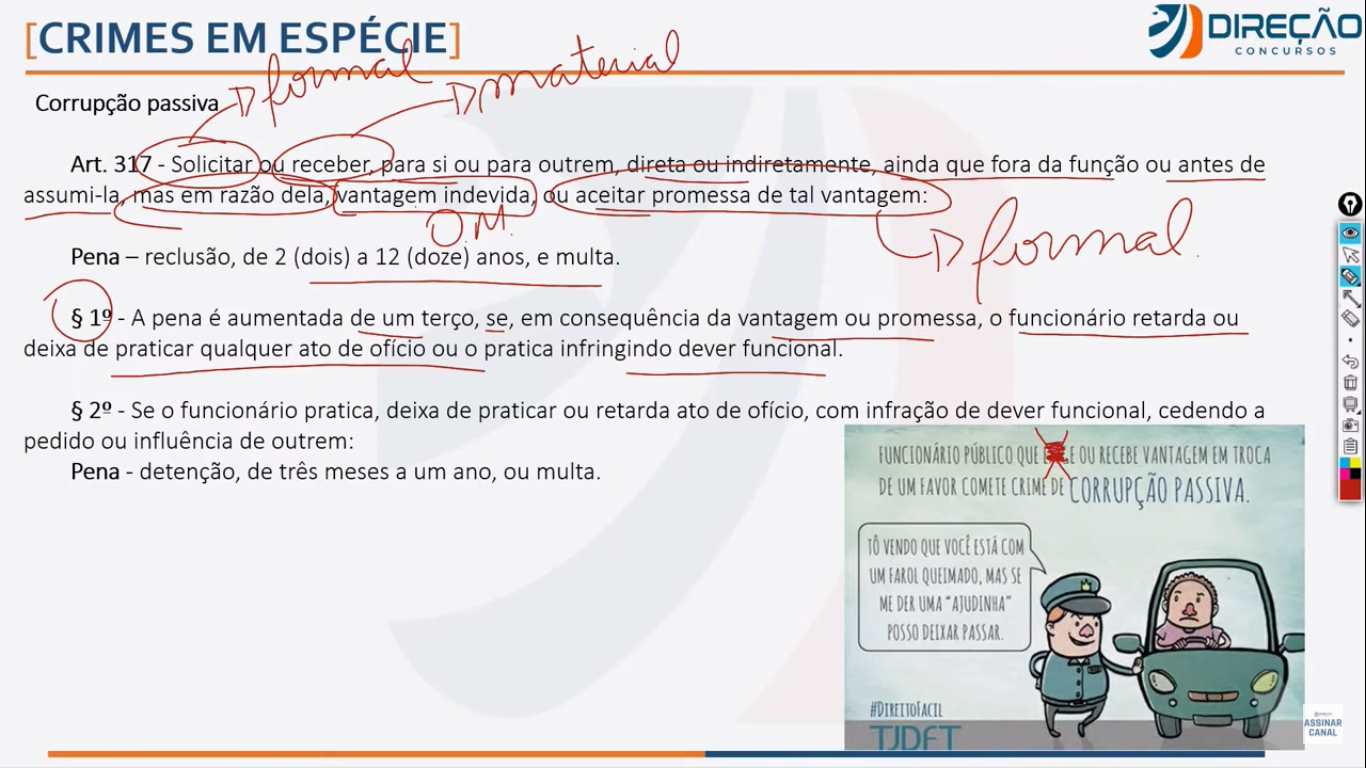 [CRIMES EM ESPÉCIE]
DIREÇÃO
CONCURSOS
formal
material
Corrupção passiva
Art. 317 - Solicitar ou receber, para si ou para outrem, direta ou indiretamente, ainda que fora da função ou antes de
assumi-la, mas em razão dela, vantagem indevida, ou aceitar promessa de tal vantagem:
O.M.
formal
Pena – reclusão, de 2 (dois) a 12 (doze) anos, e multa.
§ 1º - A pena é aumentada de um terço, se, em consequência da vantagem ou promessa, o funcionário retarda ou
deixa de praticar qualquer ato de ofício ou o pratica infringindo dever funcional.
§ 2º - Se o funcionário pratica, deixa de praticar ou retarda ato de ofício, com infração de dever funcional, cedendo a
pedido ou influência de outrem:
Pena - detenção, de três meses a um ano, ou multa.
FUNCIONÁRIO PÚBLICO QUE OU RECEBE VANTAGEM EM TROCA
DE UM FAVOR COMETE CRIME DE CORRUPÇÃO PASSIVA.
TÔ VENDO QUE VOCÊ ESTÁ COM
UM FAROL QUEIMADO, MAS SE
ME DER UMA "AJUDINHA"
POSSO DEIXAR PASSAR.
#DIREITOFACIL
TJDFT
ASSINAR
CANAL